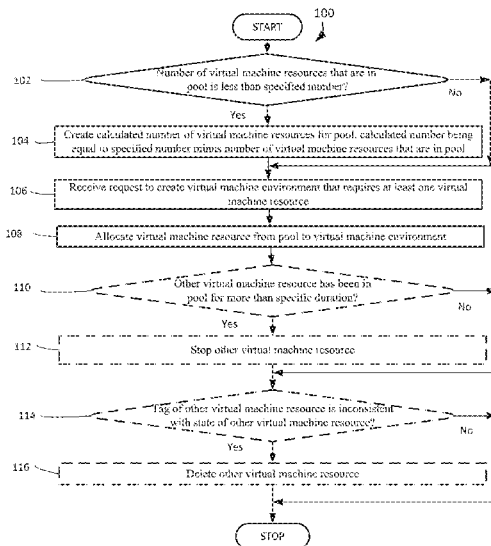 START
100
102
Number of virtual machine resources that are in
pool is less than specified number?
No
Yes
104
Create calculated number of virtual machine resources for pool, calculated number being
equal to specified number minus number of virtual machine resources that are in pool
106
Receive request to create virtual machine environment that requires at least one virtual
machine resource
108
Allocate virtual machine resource from pool to virtual machine environment
110
Other virtual machine resource has been in
pool for more than specific duration?
No
Yes
112
Stop other virtual machine resource
114
Tag of other virtual machine resource is inconsistent
with state of other virtual machine resource?
No
Yes
116
Delete other virtual machine resource
STOP